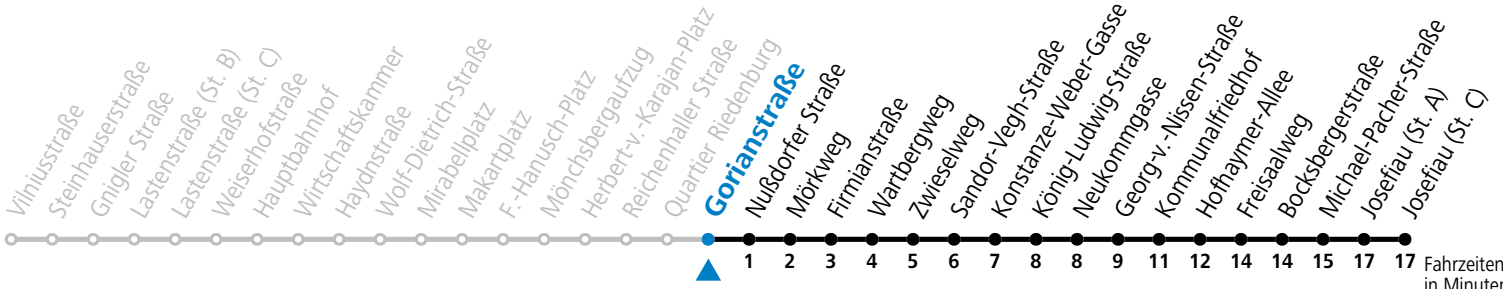 Vilniusstraße
Steinhauserstraße
Gnigler Straße
Lastenstraße (St. B)
Lastenstraße (St. C)
Weiserhofstraße
Hauptbahnhof
Wirtschaftskammer
Haydnstraße
Wolf-Dietrich-Straße
Mirabellplatz
Makartplatz
F.-Hanusch-Platz
Mönchsbergaufzug
Herbert-v.-Karajan-Platz
Reichenhaller Straße
Quartier Riedenburg
Gorianstraße
Nußdorfer Straße
Mörkweg
Firmianstraße
Wartbergweg
Zwieselweg
Sandor-Vegh-Straße
Konstanze-Weber-Gasse
König-Ludwig-Straße
Neukommgasse
Georg-v.-Nissen-Straße
Kommunalfriedhof
Hofhaymer-Allee
Freisaalweg
Bocksbergerstraße
Michael-Pacher-Straße
Josefiau (St. A)
Josefiau (St. C)
1 2 3 4 5 6 7 8 8 9 11 12 14 14 15 17 17 Fahrzeiten
in Minuten